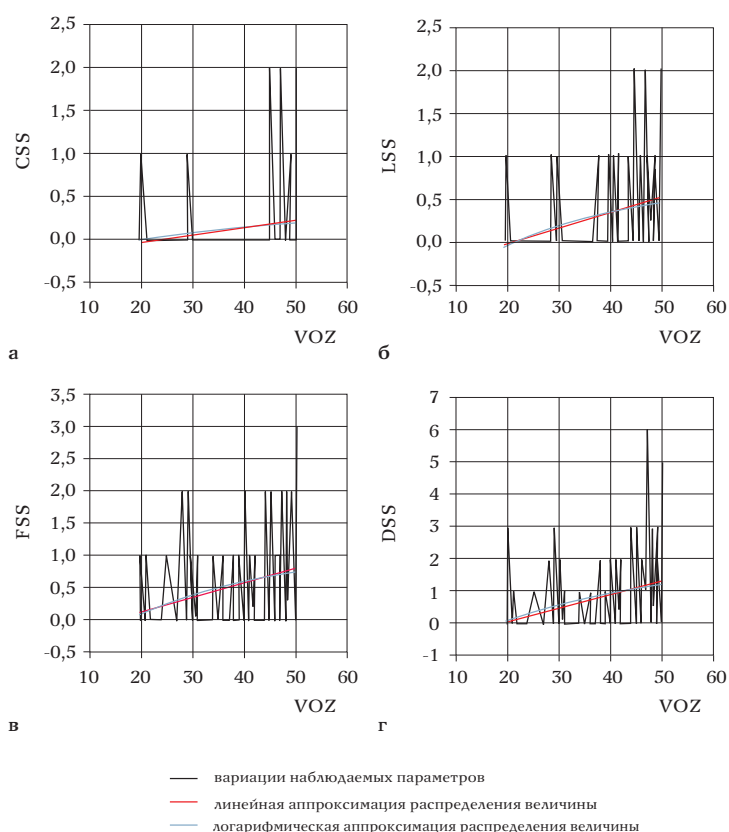 2,5
2,0
1,5
1,0
0,5
0,0
-0,5
CSS
10 20 30 40 50 60
VOZ
а
2,5
2,0
1,5
1,0
0,5
0,0
-0,5
LSS
10 20 30 40 50 60
VOZ
б
3,5
3,0
2,5
2,0
1,5
1,0
0,5
0,0
-0,5
FSS
10 20 30 40 50 60
VOZ
в
7
6
5
4
3
2
1
0
-1
DSS
10 20 30 40 50 60
VOZ
г
вариации наблюдаемых параметров
линейная аппроксимация распределения величины
логарифмическая аппроксимация распределения величины